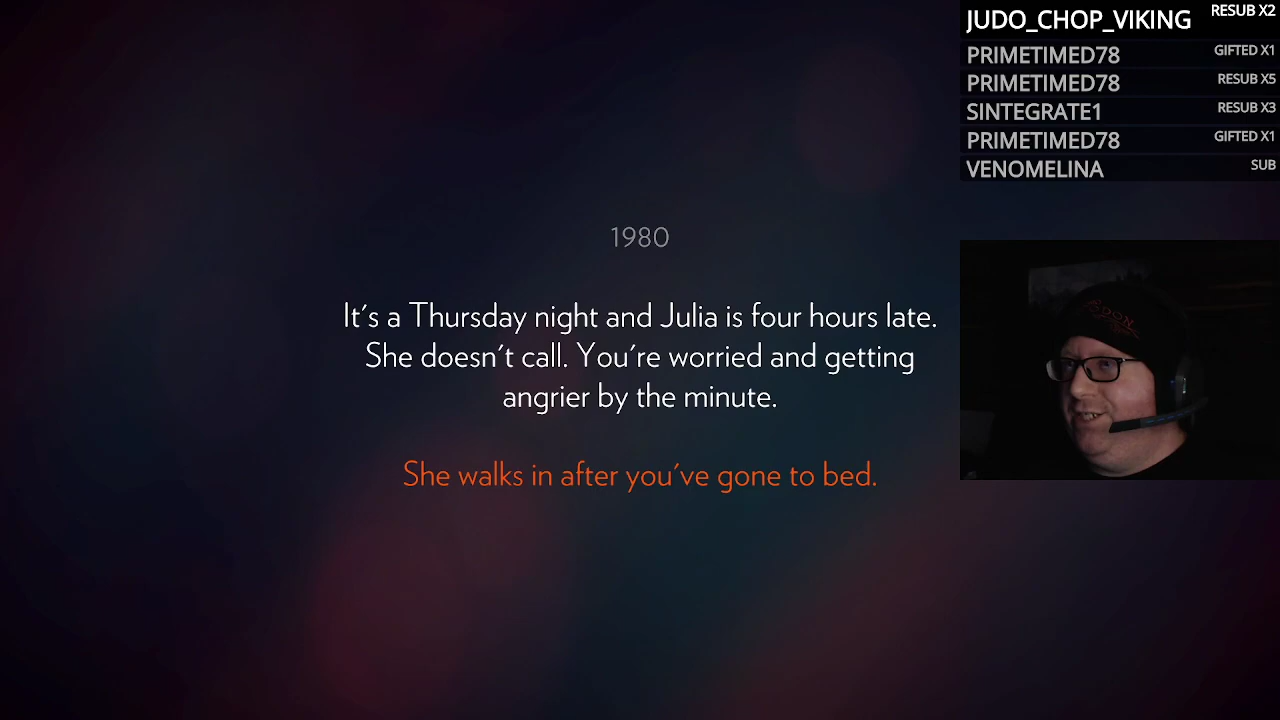 JUDO_CHOP_VIKING RESUB X2
PRIMETIMED78 GIFTED X1
PRIMETIMED78 RESUB X5
SINTEGRATE1 RESUB X3
PRIMETIMED78 GIFTED X1
VENOMELINA SUB
1980
It's a Thursday night and Julia is four hours late.
She doesn't call. You're worried and getting
angrier by the minute.
She walks in after you've gone to bed.